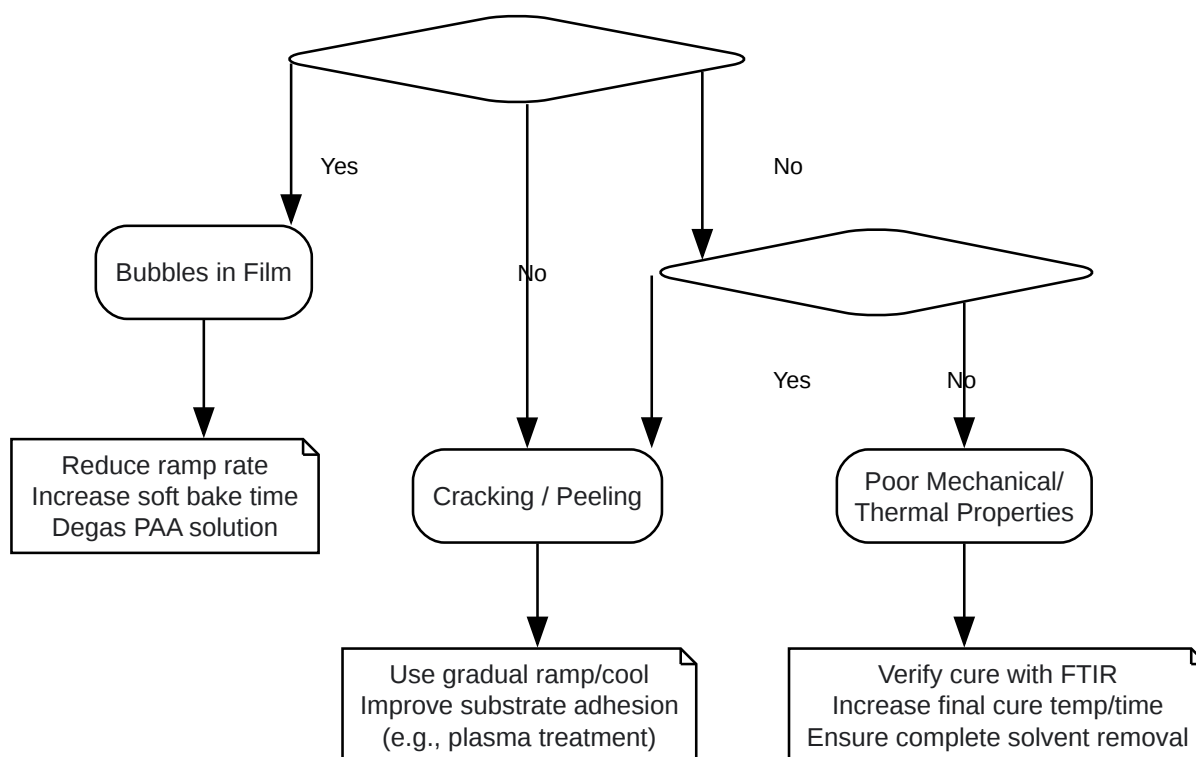 Yes
No
Bubbles in Film
No
Yes
No
Reduce ramp rate
Increase soft bake time
Degas PAA solution
Cracking / Peeling
Poor Mechanical/
Thermal Properties
Use gradual ramp/cool
Improve substrate adhesion
(e.g., plasma treatment)
Verify cure with FTIR
Increase final cure temp/time
Ensure complete solvent removal